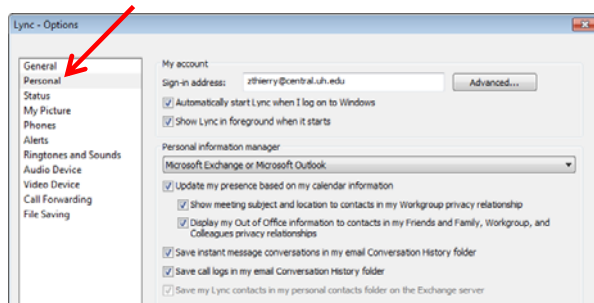 Lync - Options
General
Personal
Status
My Picture
Phones
Alerts
Ringtones and Sounds
Audio Device
Video Device
Call Forwarding
File Saving
My account
Sign-in address: zthierry@central.uh.edu Advanced...
Automatically start Lync when I log on to Windows
Show Lync in foreground when it starts
Personal information manager
Microsoft Exchange or Microsoft Outlook
Update my presence based on my calendar information
Show meeting subject and location to contacts in my Workgroup privacy relationship
Display my Out of Office information to contacts in my Friends and Family, Workgroup, and
Colleagues privacy relationships
Save instant message conversations in my email Conversation History folder
Save call logs in my email Conversation History folder
Save my Lync contacts in my personal contacts folder on the Exchange server